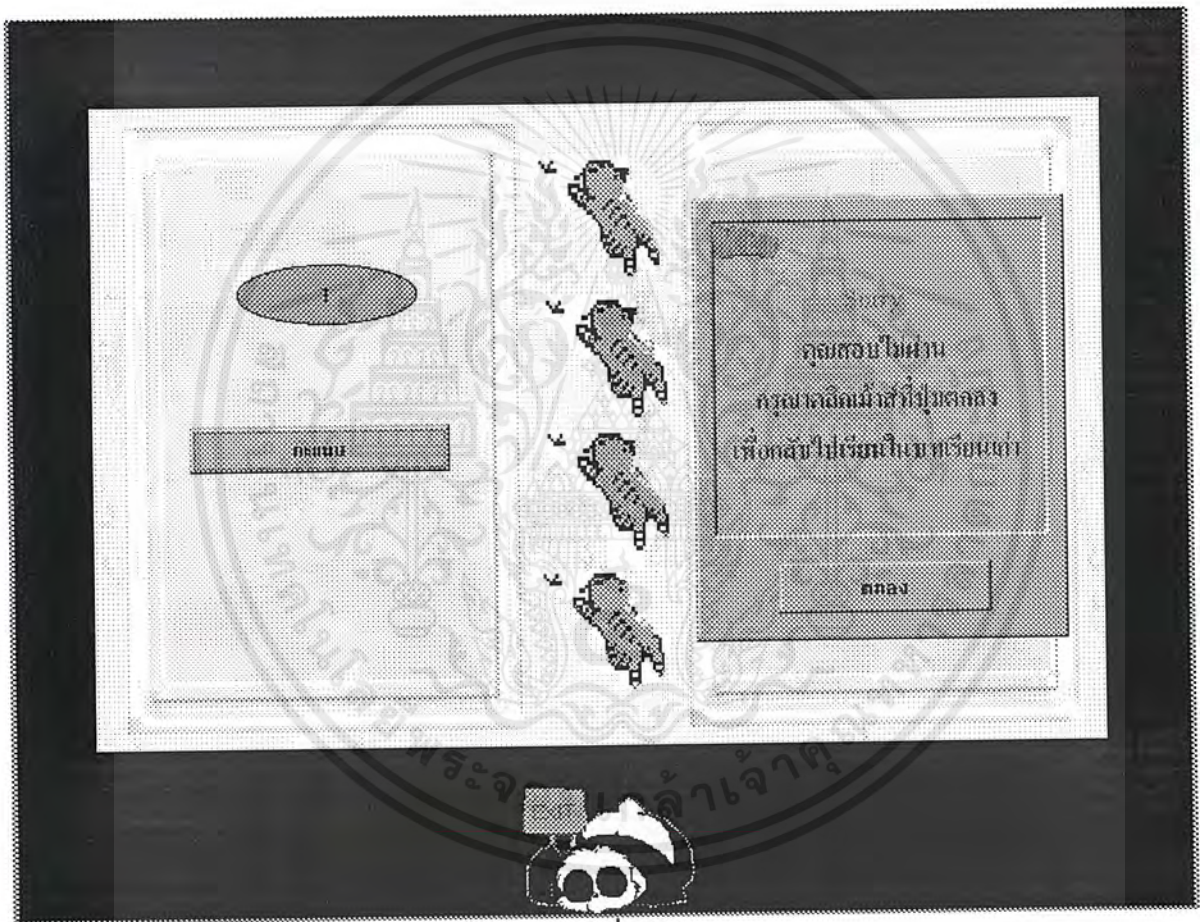 1
คะแนน
คุณสอบไม่ผ่าน
กรุณาคลิกเม้าส์ที่ปุ่มตกลง
เพื่อกลับไปเรียนในบทเรียนเก่า
ตกลง